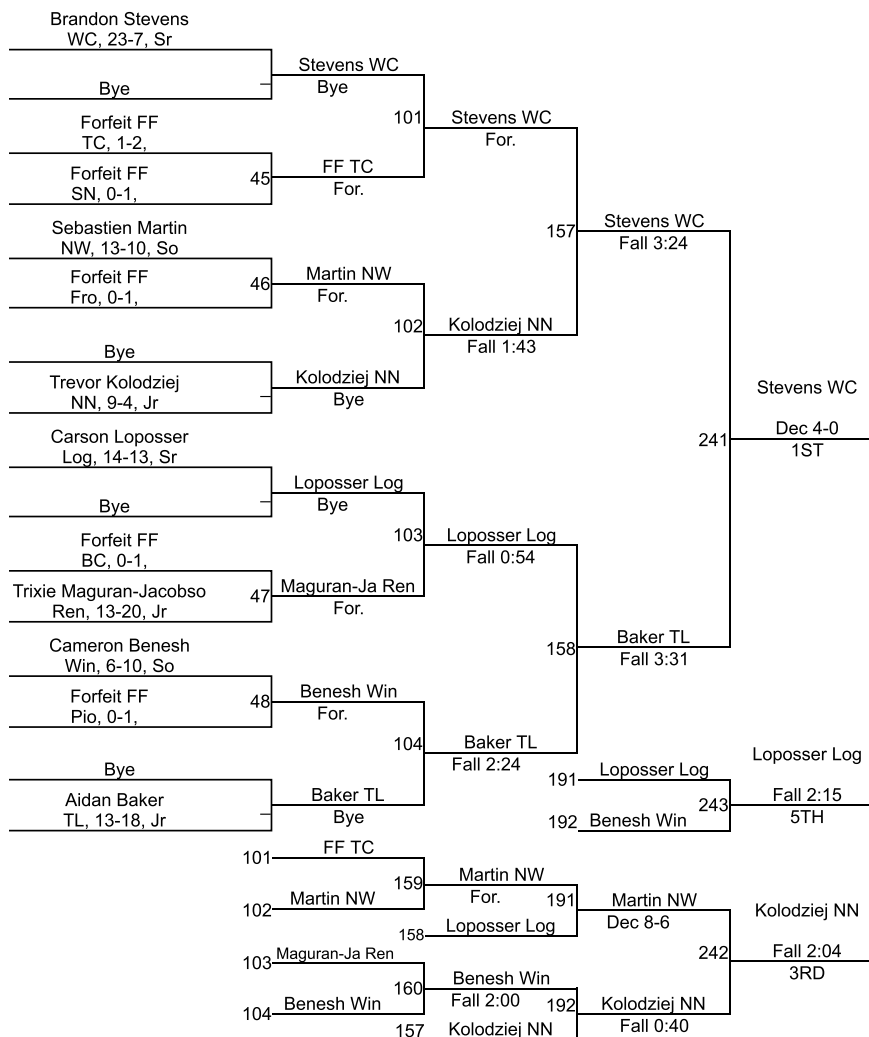 Brandon Stevens
WC, 23-7, Sr
Bye
Stevens WC
Bye
101
Forfeit FF
TC, 1-2,
Forfeit FF
SN, 0-1,
45
FF TC
For.
Stevens WC
For.
Sebastien Martin
NW, 13-10, So
Forfeit FF
Fro, 0-1,
46
Martin NW
For.
157
Stevens WC
Fall 3:24
102
Kolodziej NN
Fall 1:43
Bye
Trevor Kolodziej
NN, 9-4, Jr
Kolodziej NN
Bye
Stevens WC
241
Dec 4-0
1ST
Carson Loposser
Log, 14-13, Sr
Bye
Loposser Log
Bye
103
Loposser Log
Fall 0:54
Forfeit FF
BC, 0-1,
Trixie Maguran-Jacobso
Ren, 13-20, Jr
47
Maguran-Ja Ren
For.
158
Baker TL
Fall 3:31
Cameron Benesh
Win, 6-10, So
Forfeit FF
Pio, 0-1,
48
Benesh Win
For.
104
Baker TL
Fall 2:24
Bye
Aidan Baker
TL, 13-18, Jr
Baker TL
Bye
191
Loposser Log
192
Benesh Win
243
Loposser Log
Fall 2:15
5TH
101
FF TC
102
Martin NW
159
Martin NW
For.
158
Loposser Log
191
Martin NW
Dec 8-6
103
Maguran-Ja Ren
104
Benesh Win
160
Benesh Win
Fall 2:00
157
Kolodziej NN
192
Kolodziej NN
Fall 0:40
242
Kolodziej NN
Fall 2:04
3RD